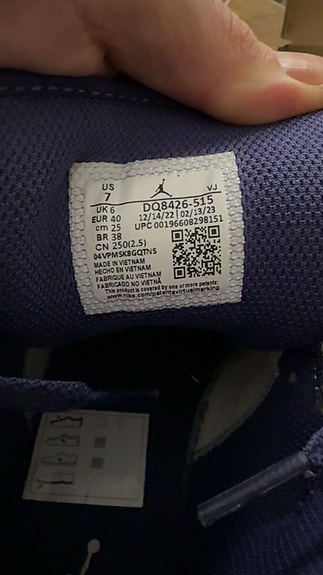 US VJ
7
UK 6 DQ8426-515
EUR 40 12/14/22 | 02/13/23
cm 25 UPC 00196608298151
BR 38
CN 250(2.5)
04VPMSKBGQTNS
MADE IN VIETNAM
HECHO EN VIETNAM
FABRIQUE AU VIETNAM
FABRICADO NO VIETNÃ
This product is covered by one or more patents:
www.nike.com/patentsvirtualmarking